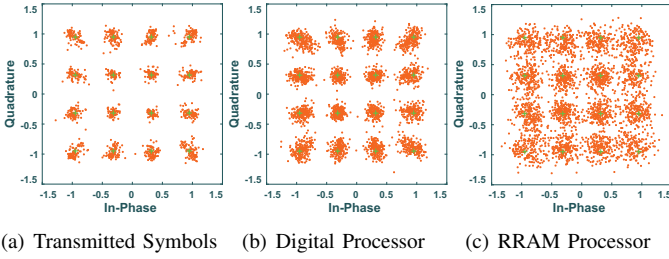 1.5 1.5 1.5
1 1 1
0.5 0.5 0.5
0 0 0
-0.5 -0.5 -0.5
-1 -1 -1
-1.5 -1.5 -1.5
Quadrature Quadrature Quadrature
-1.5 -1 -0.5 0 0.5 1 1.5 -1.5 -1 -0.5 0 0.5 1 1.5 -1.5 -1 -0.5 0 0.5 1 1.5
In-Phase In-Phase In-Phase
(a) Transmitted Symbols (b) Digital Processor (c) RRAM Processor